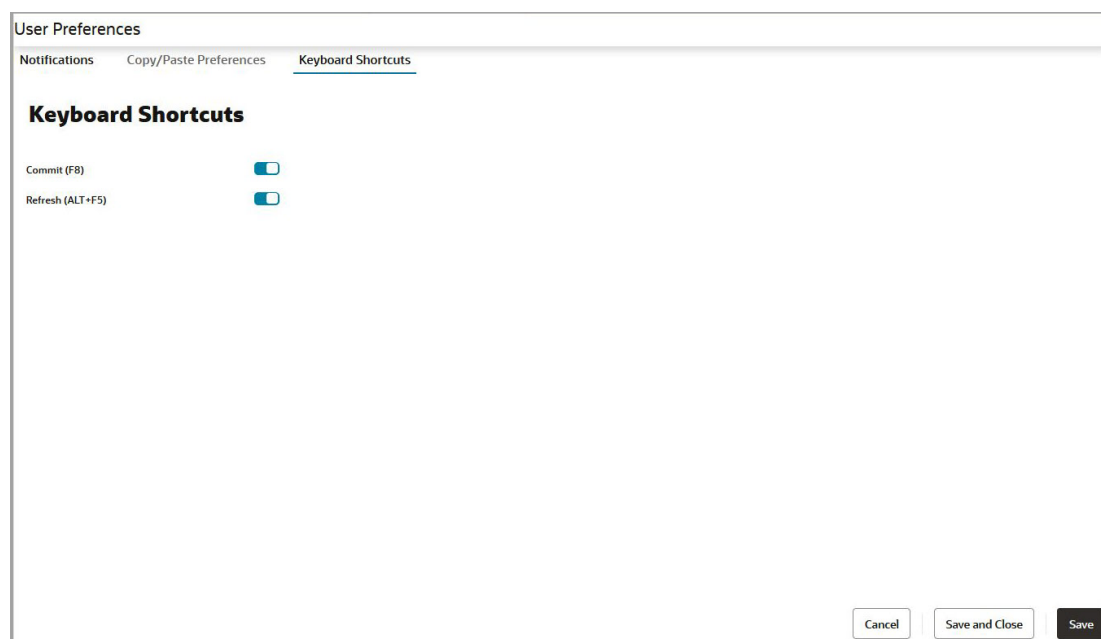 User Preferences
Notifications Copy/Paste Preferences Keyboard Shortcuts
Keyboard Shortcuts
Commit (F8)
Refresh (ALT+F5)
Cancel Save and Close Save